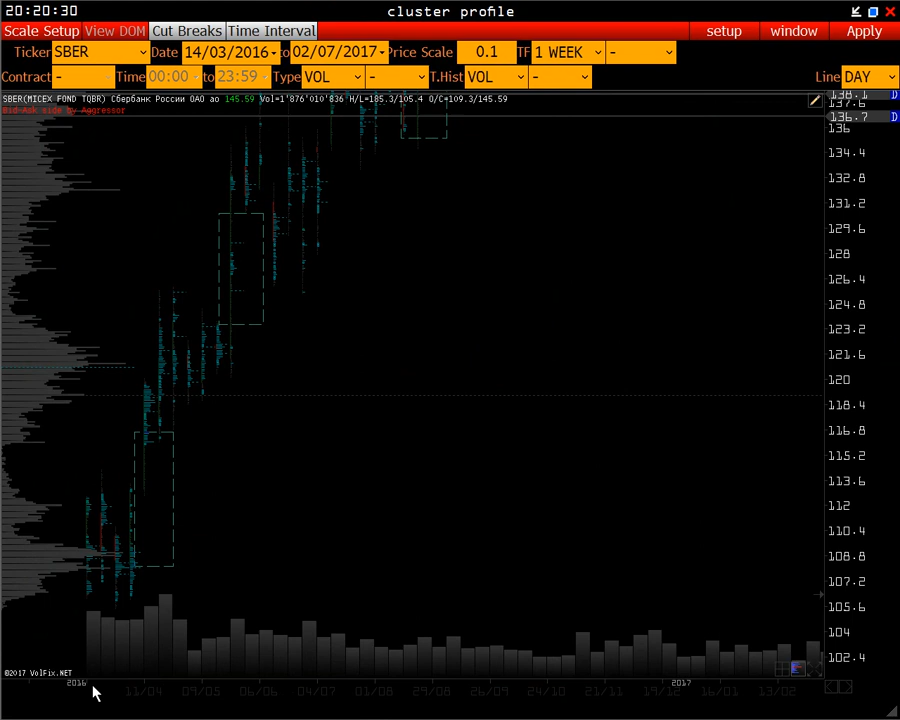 20:20:30 cluster profile
Scale Setup View DOM Cut Breaks Time Interval setup window Apply
Ticker SBER Date 14/03/2016 to 02/07/2017 Price Scale 0.1 TF 1 WEEK -
Contract - Time 00:00 to 23:59 Type VOL - T.Hist VOL - Line DAY
SBER(MICEX FOND TQBR) Сбербанк России ОАО ао 145.59 Vol=1'876'010'836 H/L=185.3/105.4 O/C=109.3/145.59
Bid-Ask side by Aggressor
138.1 D
137.6
136.7 D
136
134.4
132.8
131.2
129.6
128
126.4
124.8
123.2
121.6
120
118.4
116.8
115.2
113.6
112
110.4
108.8
107.2
105.6
104
102.4
©2017 VolFix.NET
2016 2017
11/04 09/05 06/06 04/07 01/08 29/08 26/09 24/10 21/11 19/12 16/01 13/02